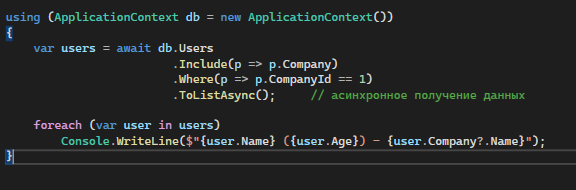 using (ApplicationContext db = new ApplicationContext())
{
    var users = await db.Users
                    .Include(p => p.Company)
                    .Where(p => p.CompanyId == 1)
                    .ToListAsync();     // асинхронное получение данных
    foreach (var user in users)
        Console.WriteLine($"{user.Name} ({user.Age}) - {user.Company?.Name}");
}